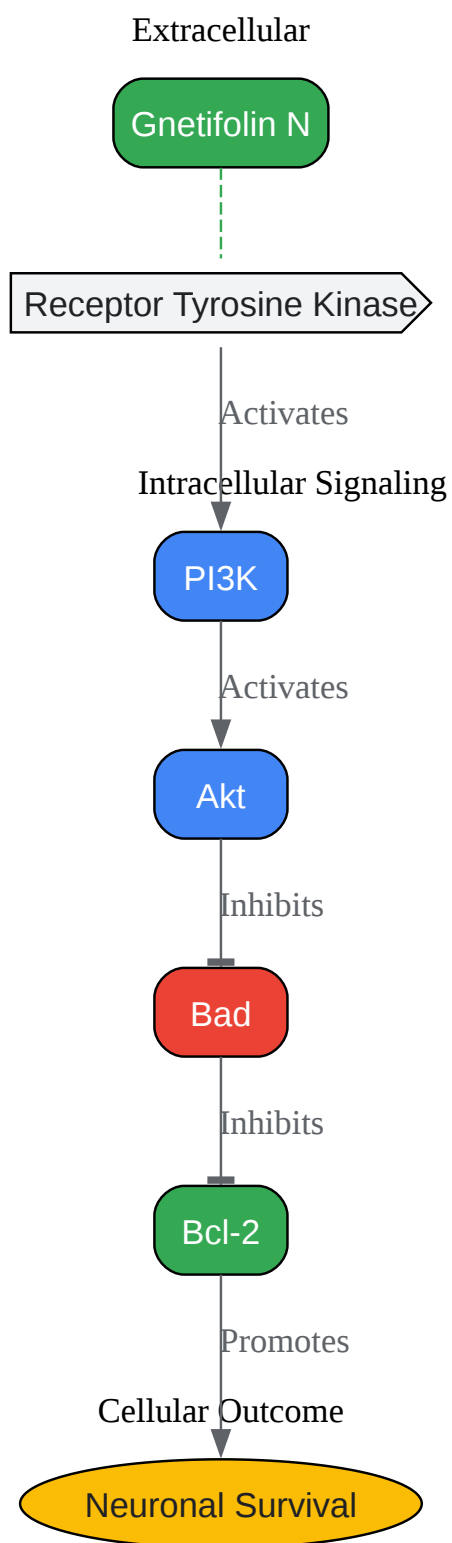 Extracellular
Gnetifolin N
Receptor Tyrosine Kinase
Activates
Intracellular Signaling
PI3K
Activates
Akt
Inhibits
Bad
Inhibits
Bcl-2
Promotes
Cellular Outcome
Neuronal Survival